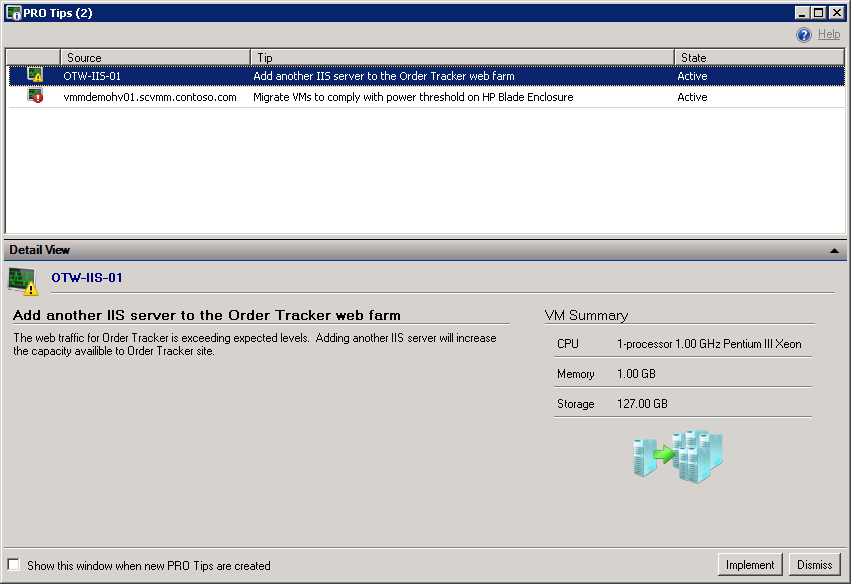 PRO Tips (2)
Help
Source Tip State
OTW-IIS-01 Add another IIS server to the Order Tracker web farm Active
vmmdemohv01.scvmm.contoso.com Migrate VMs to comply with power threshold on HP Blade Enclosure Active
Detail View
OTW-IIS-01
Add another IIS server to the Order Tracker web farm
The web traffic for Order Tracker is exceeding expected levels. Adding another IIS server will increase
the capacity availible to Order Tracker site.
VM Summary
CPU 1-processor 1.00 GHz Pentium III Xeon
Memory 1.00 GB
Storage 127.00 GB
Show this window when new PRO Tips are created
Implement Dismiss